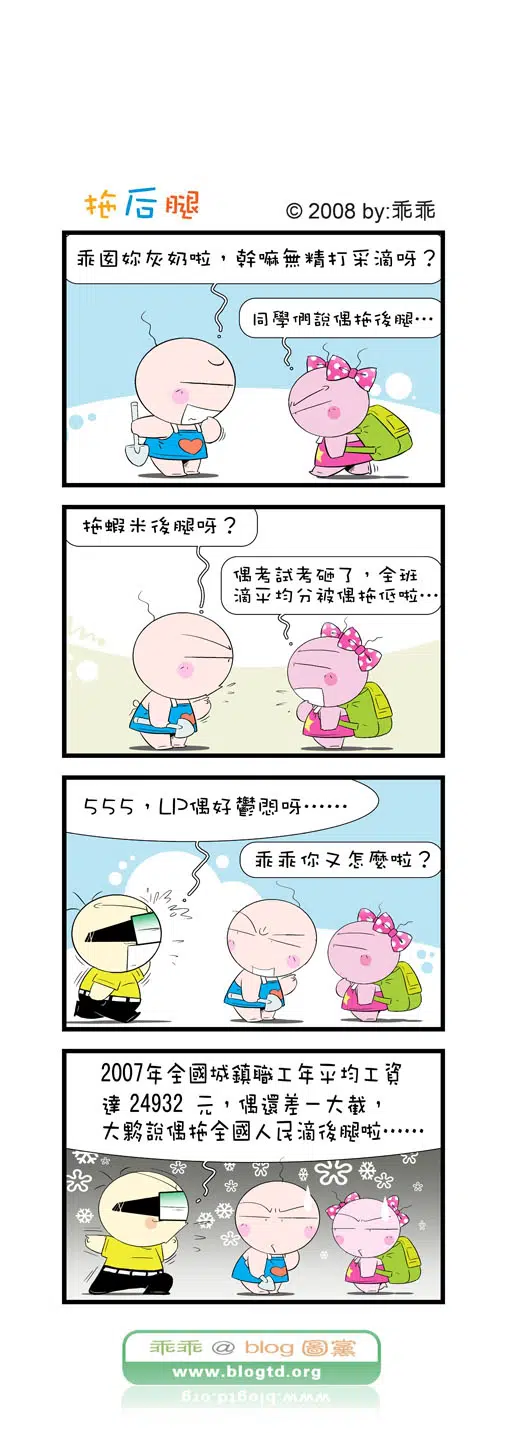 拖后腿
© 2008 by:乖乖
乖囡妳灰奶啦，幹嘛無精打采滴呀？
同學們說偶拖後腿…
拖蝦米後腿呀？
偶考試考砸了，全班
滴平均分被偶拖低啦…
555，LP偶好鬱悶呀……
乖乖你又怎麼啦？
2007年全國城鎮職工年平均工資
達 24932 元，偶還差一大截，
大夥說偶拖全國人民滴後腿啦……
乖乖 @ blog 圖黨
www.blogtd.org